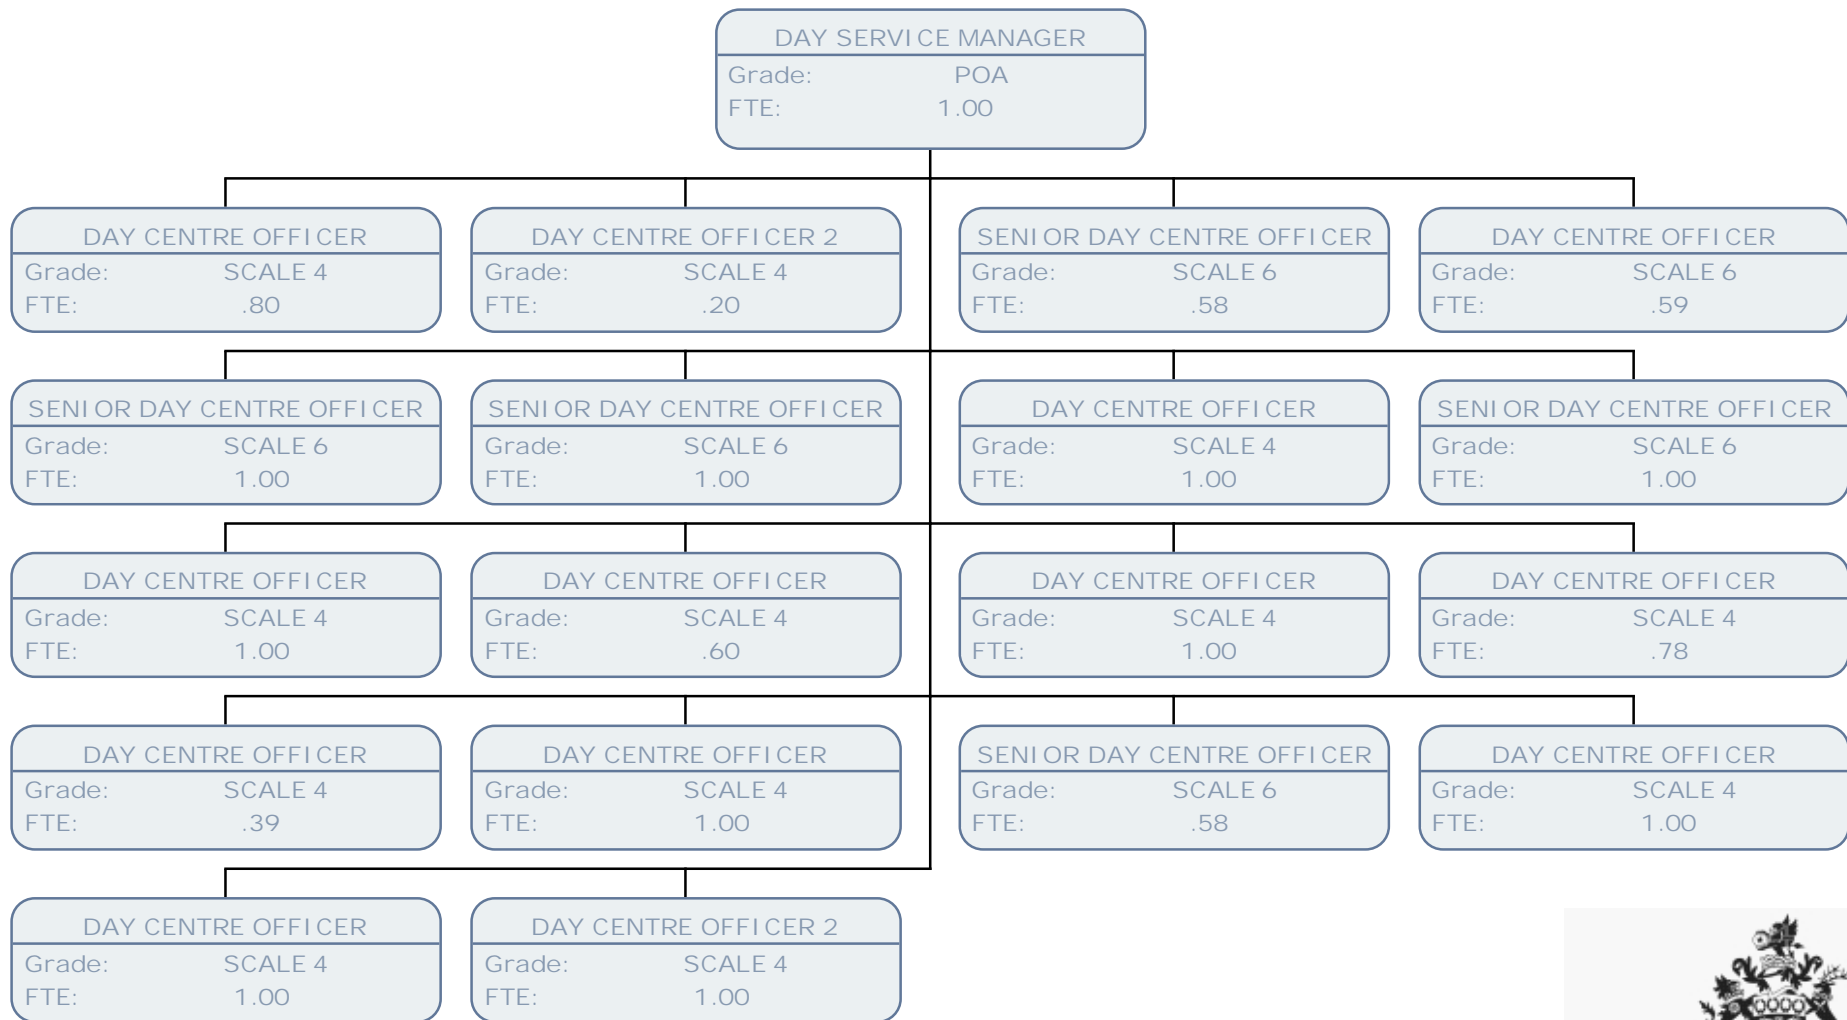 DAY SERVICE MANAGER
Grade: POA
FTE: 1.00
DAY CENTRE OFFICER
Grade: SCALE 4
FTE: .80
DAY CENTRE OFFICER 2
Grade: SCALE 4
FTE: .20
SENIOR DAY CENTRE OFFICER
Grade: SCALE 6
FTE: .58
DAY CENTRE OFFICER
Grade: SCALE 6
FTE: .59
SENIOR DAY CENTRE OFFICER
Grade: SCALE 6
FTE: 1.00
SENIOR DAY CENTRE OFFICER
Grade: SCALE 6
FTE: 1.00
DAY CENTRE OFFICER
Grade: SCALE 4
FTE: 1.00
SENIOR DAY CENTRE OFFICER
Grade: SCALE 6
FTE: 1.00
DAY CENTRE OFFICER
Grade: SCALE 4
FTE: 1.00
DAY CENTRE OFFICER
Grade: SCALE 4
FTE: .60
DAY CENTRE OFFICER
Grade: SCALE 4
FTE: 1.00
DAY CENTRE OFFICER
Grade: SCALE 4
FTE: .78
DAY CENTRE OFFICER
Grade: SCALE 4
FTE: .39
DAY CENTRE OFFICER
Grade: SCALE 4
FTE: 1.00
SENIOR DAY CENTRE OFFICER
Grade: SCALE 6
FTE: .58
DAY CENTRE OFFICER
Grade: SCALE 4
FTE: 1.00
DAY CENTRE OFFICER
Grade: SCALE 4
FTE: 1.00
DAY CENTRE OFFICER 2
Grade: SCALE 4
FTE: 1.00